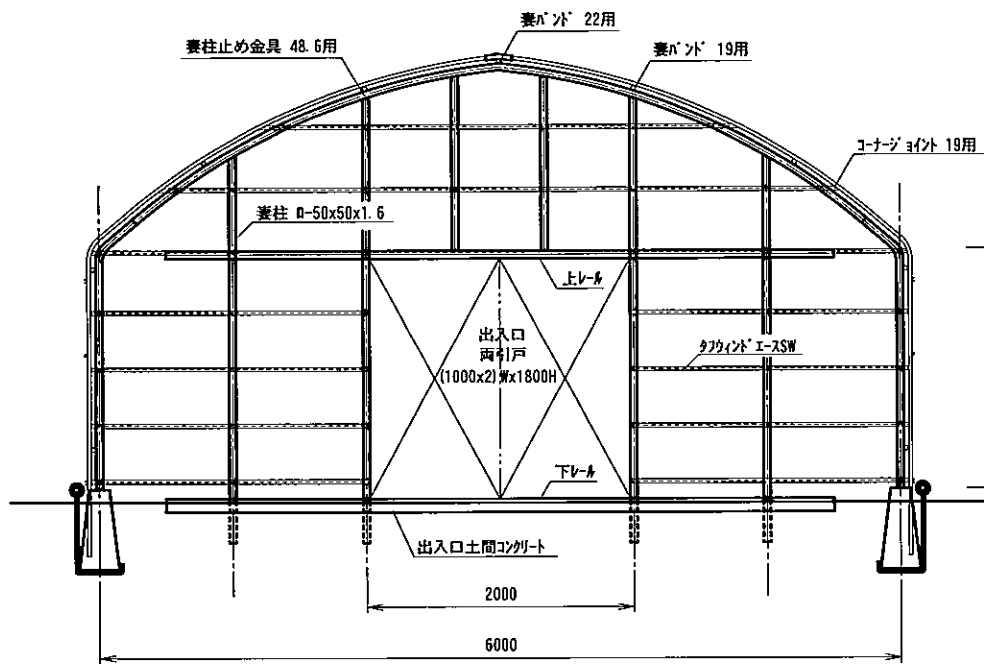 妻バンド 22用
妻柱止め金具 48.6用
妻バンド 19用
コーナージョイント 19用
妻柱 ロ-50x50x1.6
上レール
出入口
両引戸
(1000x2)Wx1800H
タフウィンドエースSW
下レール
出入口土間コンクリート
2000
6000